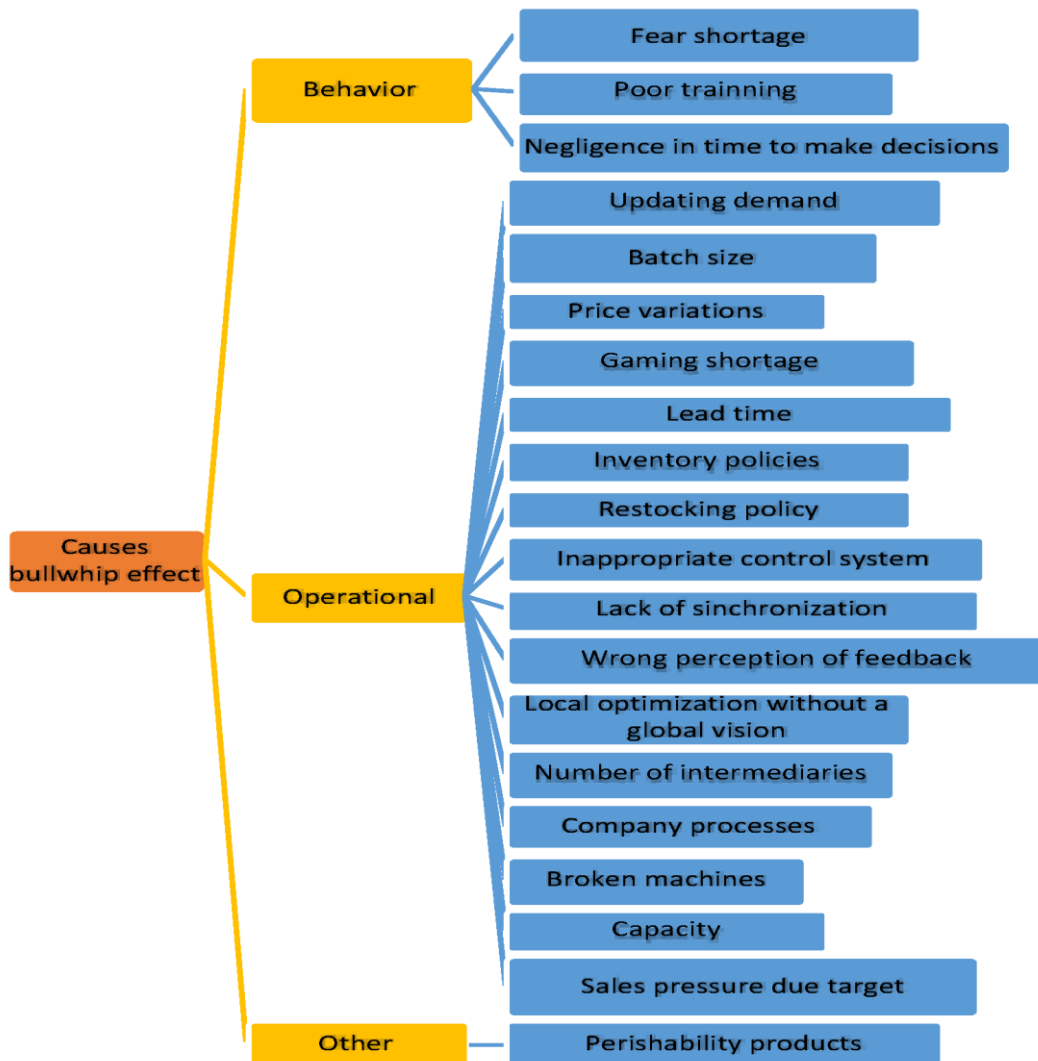 Fear shortage
Behavior
Poor trainning
Negligence in time to make decisions
Updating demand
Batch size
Price variations
Gaming shortage
Lead time
Inventory policies
Restocking policy
Causes
bullwhip effect
Inappropriate control system
Operational
Lack of sinchronization
Wrong perception of feedback
Local optimization without a
global vision
Number of intermediaries
Company processes
Broken machines
Capacity
Sales pressure due target
Other
Perishability products